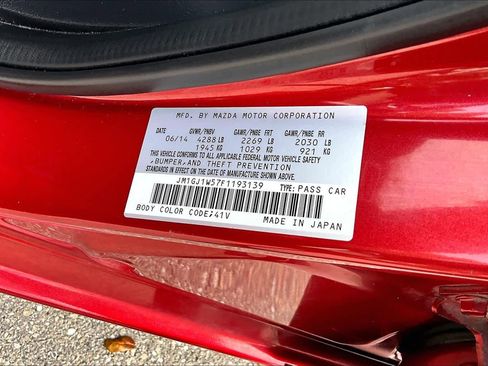 MFD. BY MAZDA MOTOR CORPORATION
DATE GVWR/PNBV GAWR/PNBE FRT GAWR/PNBE RR
06/14 4288 LB 2269 LB 2030 LB
1945 KG 1029 KG 921 KG
THIS VEHICLE CONFORMS TO ALL APPLICABLE FEDERAL MOTOR VEHICLE SAFETY
,BUMPER,AND THEFT PREVENTION
STANDARDS IN EFFECT ON THE DATE OF MANUFACTURE SHOWN ABOVE.
JM1GJ1W57F1193139 TYPE: PASS CAR
BODY COLOR CODE:41V MADE IN JAPAN